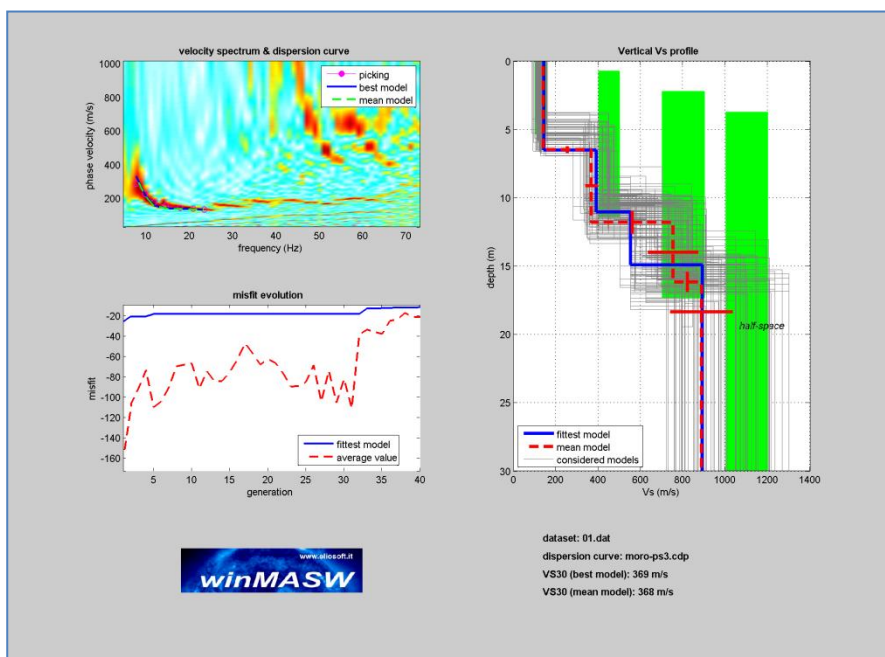 velocity spectrum & dispersion curve
1000
800
600
400
200
phase velocity (m/s)
picking
best model
mean model
10 20 30 40 50 60 70
frequency (Hz)
misfit evolution
-20
-40
-60
-80
-100
-120
-140
-160
misfit
fittest model
average value
5 10 15 20 25 30 35 40
generation
www.eliosoft.it
winMASW
Vertical Vs profile
0
5
10
15
20
25
30
depth (m)
half-space
fittest model
mean model
considered models
0 200 400 600 800 1000 1200 1400
Vs (m/s)
dataset: 01.dat
dispersion curve: moro-ps3.cdp
VS30 (best model): 369 m/s
VS30 (mean model): 368 m/s